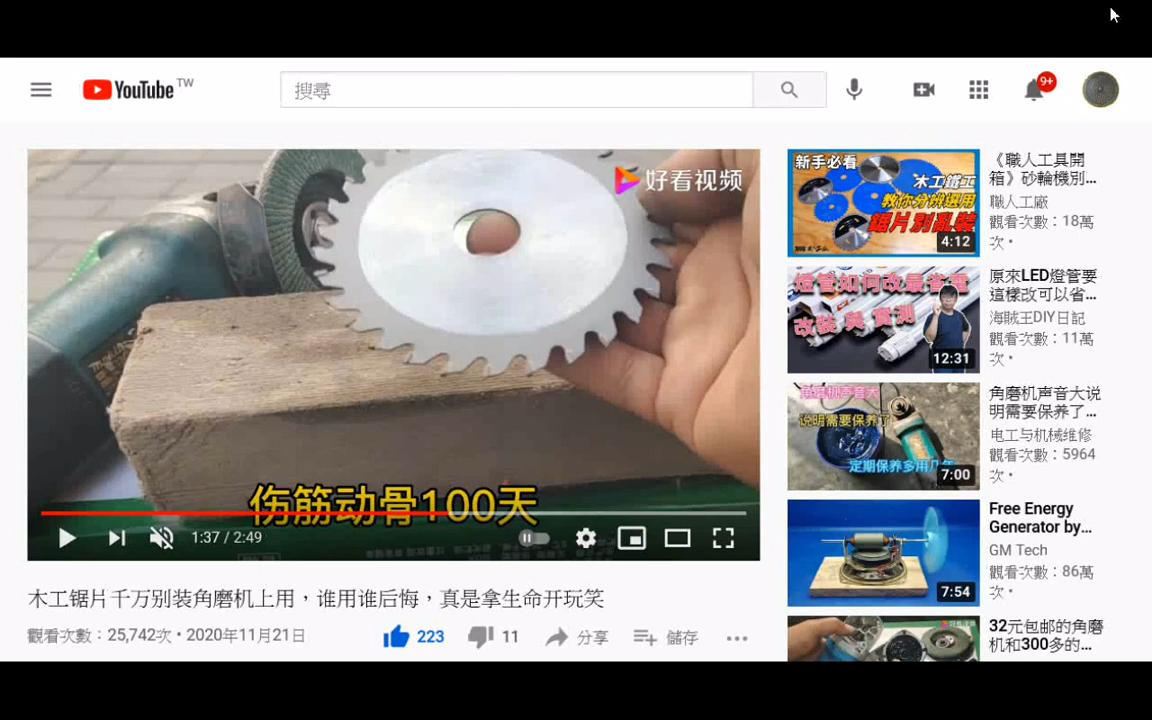 YouTube TW
搜尋
9+
好看视频
伤筋动骨100天
1:37 / 2:49
木工锯片千万别装角磨机上用，谁用谁后悔，真是拿生命开玩笑
觀看次數：25,742次 • 2020年11月21日
223
11
分享
儲存
新手必看
木工鐵工
教你分辨選用
鋸片別亂裝
4:12
《職人工具開
箱》砂輪機別...
職人工廠
觀看次數：18萬
次 •
燈管如何改最省電
改裝 與 實測
12:31
原來LED燈管要
這樣改可以省...
海賊王DIY日記
觀看次數：11萬
次 •
角磨机声音大
说明需要保养了
定期保养多用几年
7:00
角磨机声音大说
明需要保养了...
电工与机械维修
觀看次數：5964
次 •
7:54
Free Energy
Generator by...
GM Tech
觀看次數：86萬
次 •
32元包邮的角磨
机和300多的...